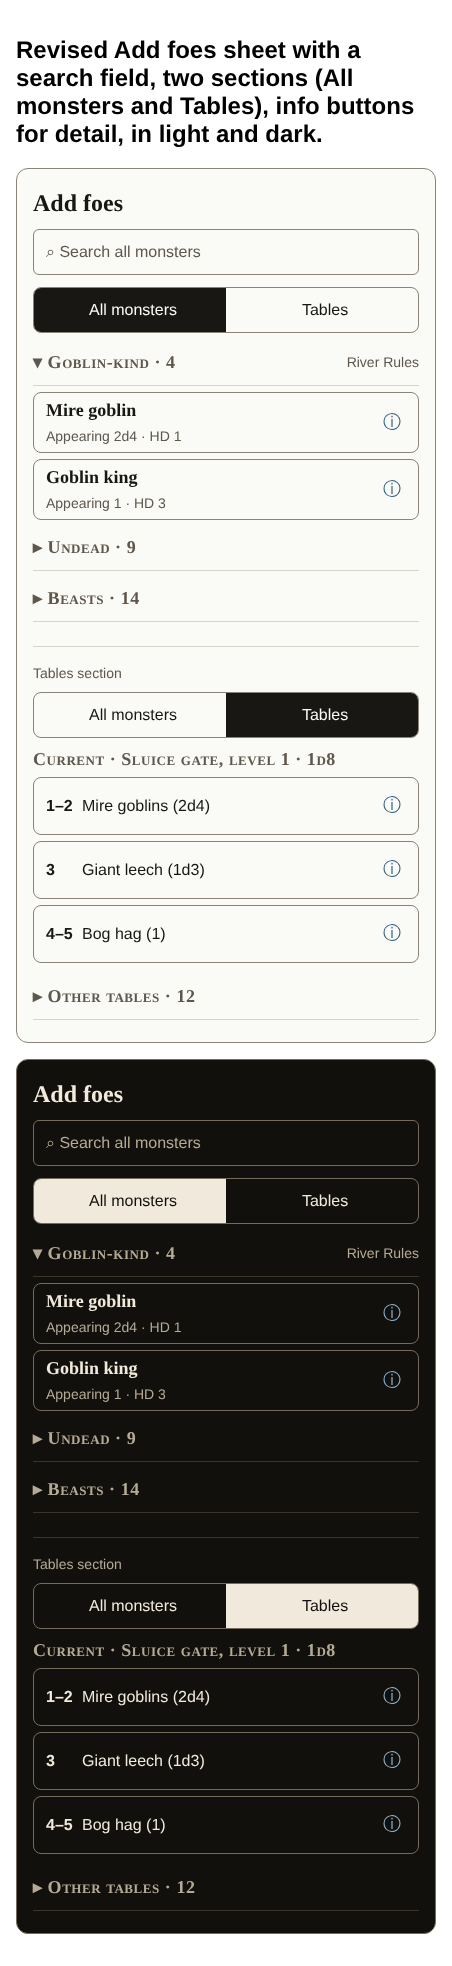 Revised Add foes sheet with a
search field, two sections (All
monsters and Tables), info buttons
for detail, in light and dark.
Add foes
⌕ Search all monsters
All monsters Tables
▾ Goblin-kind · 4 River Rules
Mire goblin
Appearing 2d4 · HD 1 ⓘ
Goblin king
Appearing 1 · HD 3 ⓘ
▸ Undead · 9
▸ Beasts · 14
Tables section
All monsters Tables
Current · Sluice gate, level 1 · 1d8
1–2 Mire goblins (2d4) ⓘ
3 Giant leech (1d3) ⓘ
4–5 Bog hag (1) ⓘ
▸ Other tables · 12
Add foes
⌕ Search all monsters
All monsters Tables
▾ Goblin-kind · 4 River Rules
Mire goblin
Appearing 2d4 · HD 1 ⓘ
Goblin king
Appearing 1 · HD 3 ⓘ
▸ Undead · 9
▸ Beasts · 14
Tables section
All monsters Tables
Current · Sluice gate, level 1 · 1d8
1–2 Mire goblins (2d4) ⓘ
3 Giant leech (1d3) ⓘ
4–5 Bog hag (1) ⓘ
▸ Other tables · 12